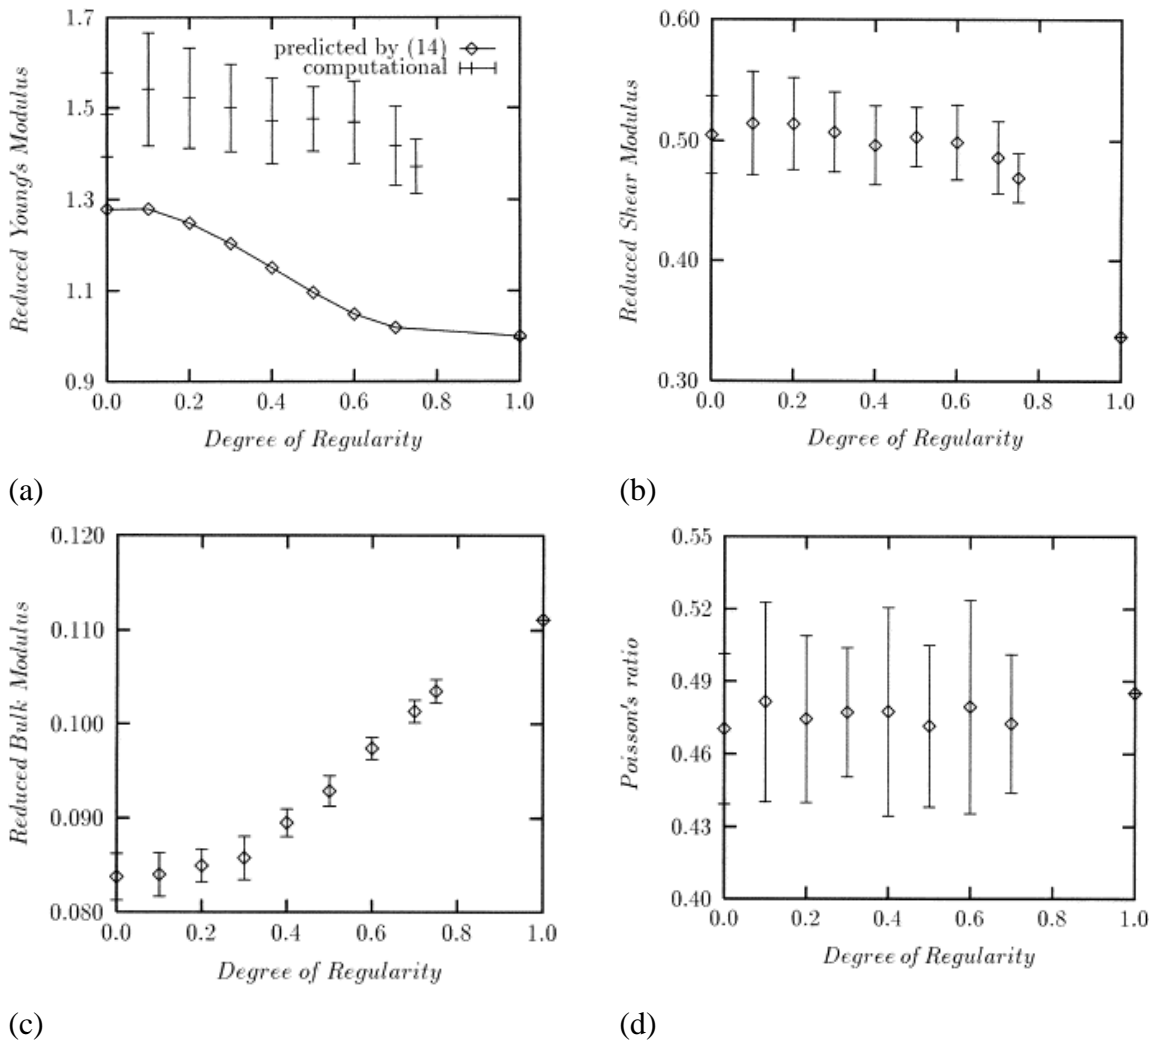 1.7
1.5
1.3
1.1
0.9
Reduced Young's Modulus
predicted by (14)
computational
0.0 0.2 0.4 0.6 0.8 1.0
Degree of Regularity
(a)
0.60
0.50
0.40
0.30
Reduced Shear Modulus
0.0 0.2 0.4 0.6 0.8 1.0
Degree of Regularity
(b)
0.120
0.110
0.100
0.090
0.080
Reduced Bulk Modulus
0.0 0.2 0.4 0.6 0.8 1.0
Degree of Regularity
(c)
0.55
0.52
0.49
0.46
0.43
0.40
Poisson's ratio
0.0 0.2 0.4 0.6 0.8 1.0
Degree of Regularity
(d)